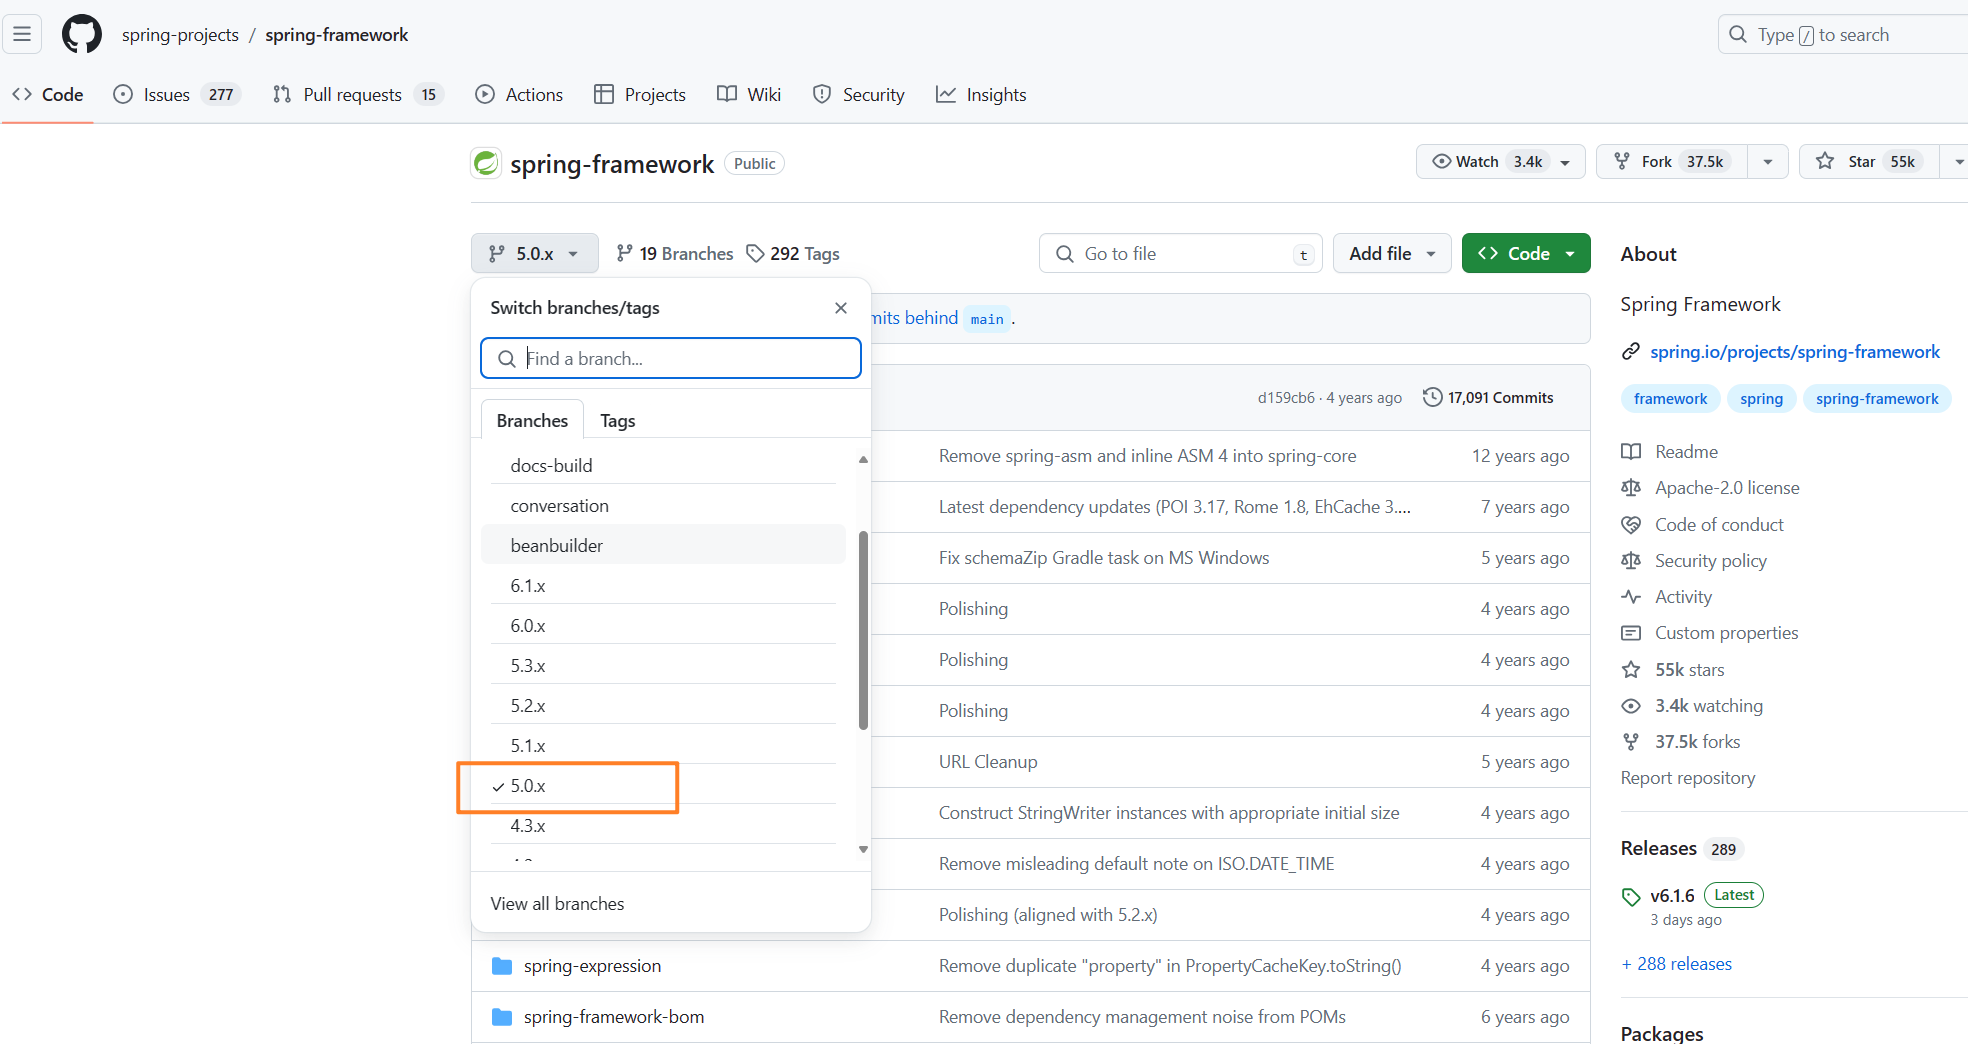 spring-projects / spring-framework
Type / to search
Code
Issues 277
Pull requests 15
Actions
Projects
Wiki
Security
Insights
spring-framework Public
Watch 3.4k
Fork 37.5k
Star 55k
5.0.x
19 Branches
292 Tags
Go to file t
Add file
Code
Switch branches/tags
Find a branch...
Branches
Tags
docs-build
conversation
beanbuilder
6.1.x
6.0.x
5.3.x
5.2.x
5.1.x
5.0.x
4.3.x
View all branches
behind main .
d159cb6 · 4 years ago
17,091 Commits
Remove spring-asm and inline ASM 4 into spring-core 12 years ago
Latest dependency updates (POI 3.17, Rome 1.8, EhCache 3.... 7 years ago
Fix schemaZip Gradle task on MS Windows 5 years ago
Polishing 4 years ago
Polishing 4 years ago
Polishing 4 years ago
URL Cleanup 5 years ago
Construct StringWriter instances with appropriate initial size 4 years ago
Remove misleading default note on ISO.DATE_TIME 4 years ago
Polishing (aligned with 5.2.x) 4 years ago
spring-expression Remove duplicate "property" in PropertyCacheKey.toString() 4 years ago
spring-framework-bom Remove dependency management noise from POMs 6 years ago
About
Spring Framework
spring.io/projects/spring-framework
framework spring spring-framework
Readme
Apache-2.0 license
Code of conduct
Security policy
Activity
Custom properties
55k stars
3.4k watching
37.5k forks
Report repository
Releases 289
v6.1.6 Latest
3 days ago
+ 288 releases
Packages